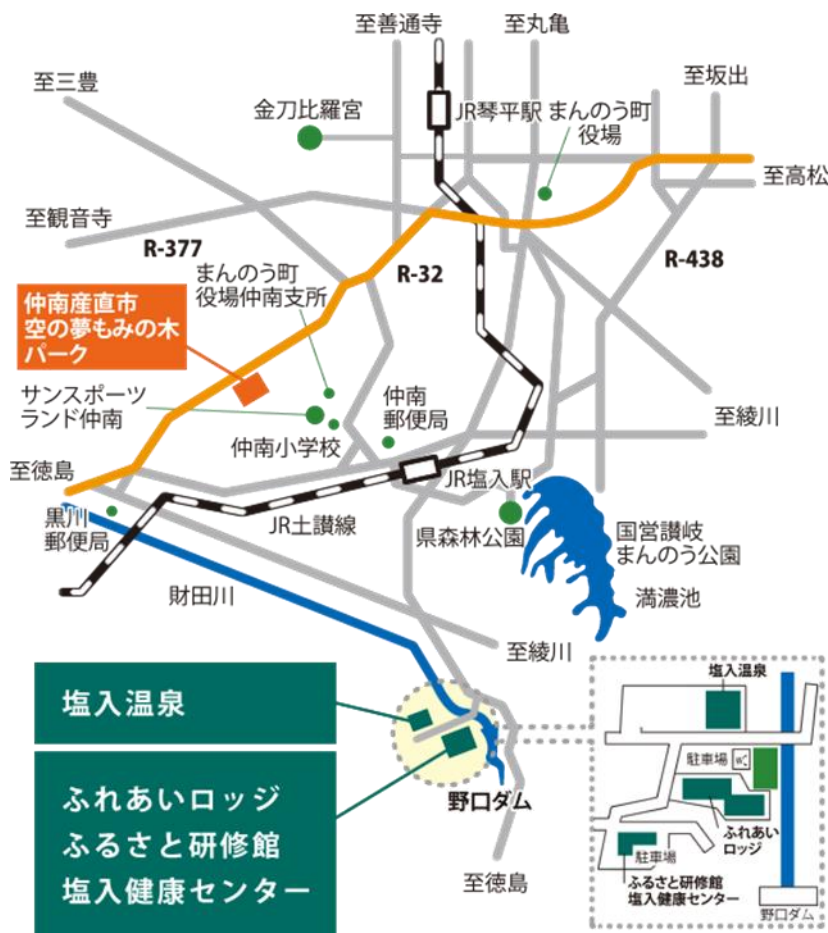 至善通寺
至丸亀
至坂出
至三豊
金刀比羅宮
JR琴平駅
まんのう町
役場
至高松
至観音寺
R-377
まんのう町
役場仲南支所
R-32
R-438
仲南産直市
空の夢もみの木
パーク
サンスポーツ
ランド仲南
仲南
郵便局
至綾川
仲南小学校
至徳島
JR塩入駅
黒川
郵便局
JR土讃線
県森林公園
国営讃岐
まんのう公園
財田川
満濃池
至綾川
塩入温泉
ふれあいロッジ
ふるさと研修館
塩入健康センター
野口ダム
至徳島
塩入温泉
駐車場
WC
ふれあい
ロッジ
駐車場
ふるさと研修館
塩入健康センター
野口ダム